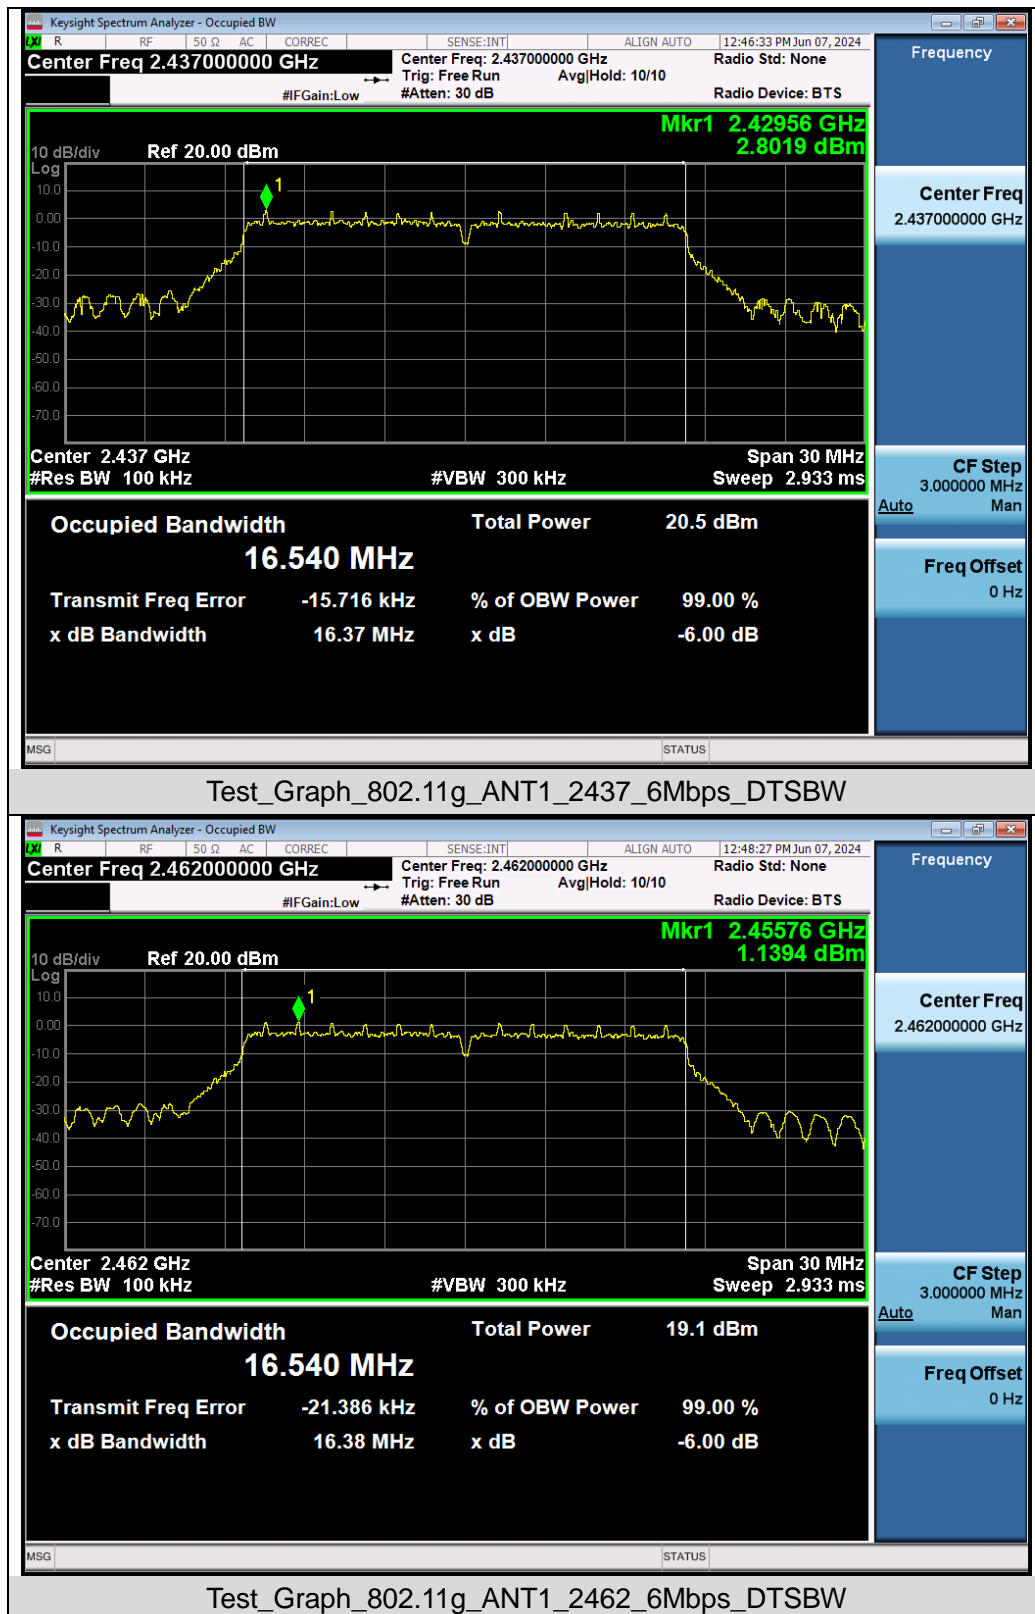 Keysight Spectrum Analyzer - Occupied BW
LXI R RF 50 Ω AC CORREC SENSE:INT ALIGN AUTO 12:46:33 PM Jun 07, 2024
Center Freq 2.437000000 GHz
Center Freq: 2.437000000 GHz Radio Std: None
Trig: Free Run Avg|Hold: 10/10
#IFGain:Low #Atten: 30 dB Radio Device: BTS
Frequency
Mkr1 2.42956 GHz
2.8019 dBm
10 dB/div Ref 20.00 dBm
Log
10.0
0.00
-10.0
-20.0
-30.0
-40.0
-50.0
-60.0
-70.0
1
Center 2.437 GHz Span 30 MHz
#Res BW 100 kHz #VBW 300 kHz Sweep 2.933 ms
Center Freq
2.437000000 GHz
CF Step
3.000000 MHz
Auto Man
Freq Offset
0 Hz
Occupied Bandwidth Total Power 20.5 dBm
16.540 MHz
Transmit Freq Error -15.716 kHz % of OBW Power 99.00 %
x dB Bandwidth 16.37 MHz x dB -6.00 dB
MSG STATUS
Test_Graph_802.11g_ANT1_2437_6Mbps_DTSBW
Keysight Spectrum Analyzer - Occupied BW
LXI R RF 50 Ω AC CORREC SENSE:INT ALIGN AUTO 12:48:27 PM Jun 07, 2024
Center Freq 2.462000000 GHz
Center Freq: 2.462000000 GHz Radio Std: None
Trig: Free Run Avg|Hold: 10/10
#IFGain:Low #Atten: 30 dB Radio Device: BTS
Frequency
Mkr1 2.45576 GHz
1.1394 dBm
10 dB/div Ref 20.00 dBm
Log
10.0
0.00
-10.0
-20.0
-30.0
-40.0
-50.0
-60.0
-70.0
1
Center 2.462 GHz Span 30 MHz
#Res BW 100 kHz #VBW 300 kHz Sweep 2.933 ms
Center Freq
2.462000000 GHz
CF Step
3.000000 MHz
Auto Man
Freq Offset
0 Hz
Occupied Bandwidth Total Power 19.1 dBm
16.540 MHz
Transmit Freq Error -21.386 kHz % of OBW Power 99.00 %
x dB Bandwidth 16.38 MHz x dB -6.00 dB
MSG STATUS
Test_Graph_802.11g_ANT1_2462_6Mbps_DTSBW